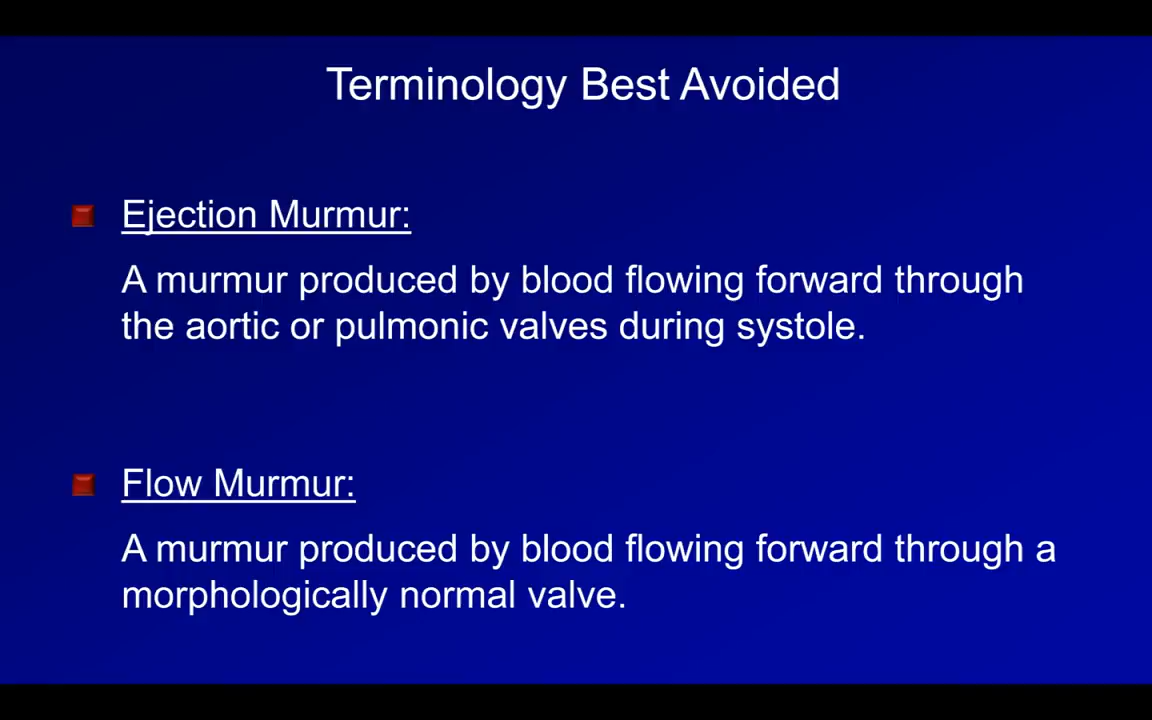 Terminology Best Avoided
Ejection Murmur:
A murmur produced by blood flowing forward through
the aortic or pulmonic valves during systole.
Flow Murmur:
A murmur produced by blood flowing forward through a
morphologically normal valve.